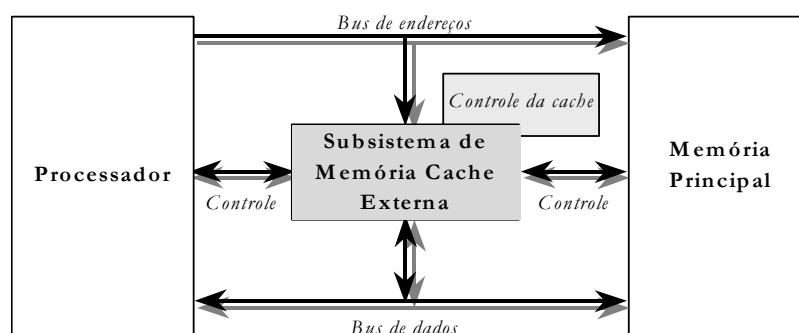 Bus de endereços
Controle da cache
Subsistema de
Memória Cache
Externa
Processador
Memória
Principal
Controle
Controle
Bus de dados